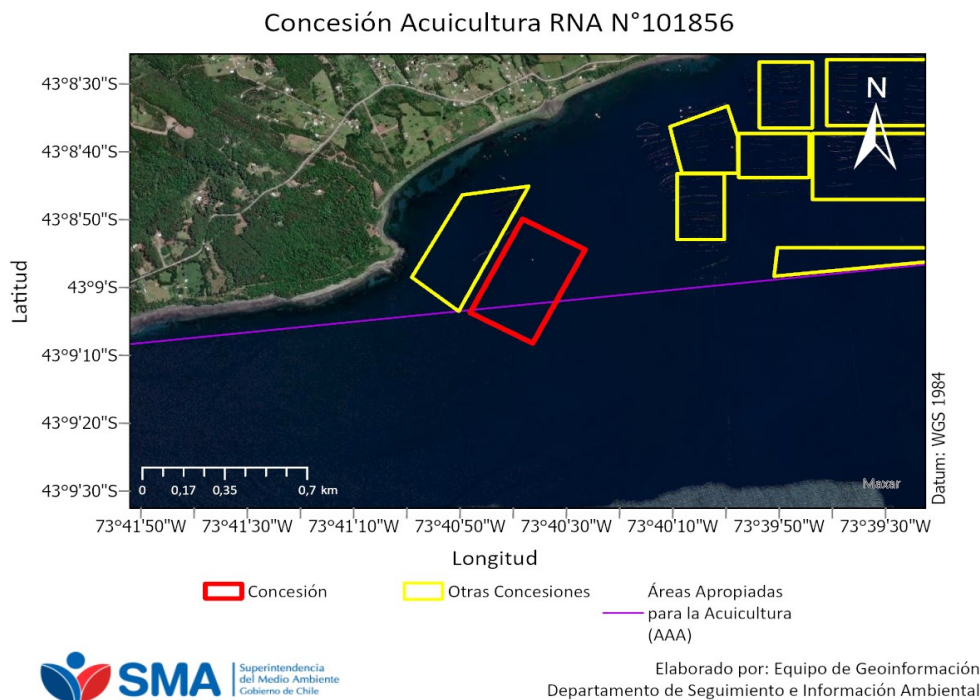 Concesión Acuicultura RNA N°101856
43°8'30"S
43°8'40"S
43°8'50"S
43°9'S
43°9'10"S
43°9'20"S
43°9'30"S
Latitud
N
Datum: WGS 1984
Maxar
0 0,17 0,35 0,7 km
73°41'50"W 73°41'30"W 73°41'10"W 73°40'50"W 73°40'30"W 73°40'10"W 73°39'50"W 73°39'30"W
Longitud
Concesión
Otras Concesiones
Áreas Apropiadas
para la Acuicultura
(AAA)
SMA
Superintendencia
del Medio Ambiente
Gobierno de Chile
Elaborado por: Equipo de Geoinformación
Departamento de Seguimiento e Información Ambiental